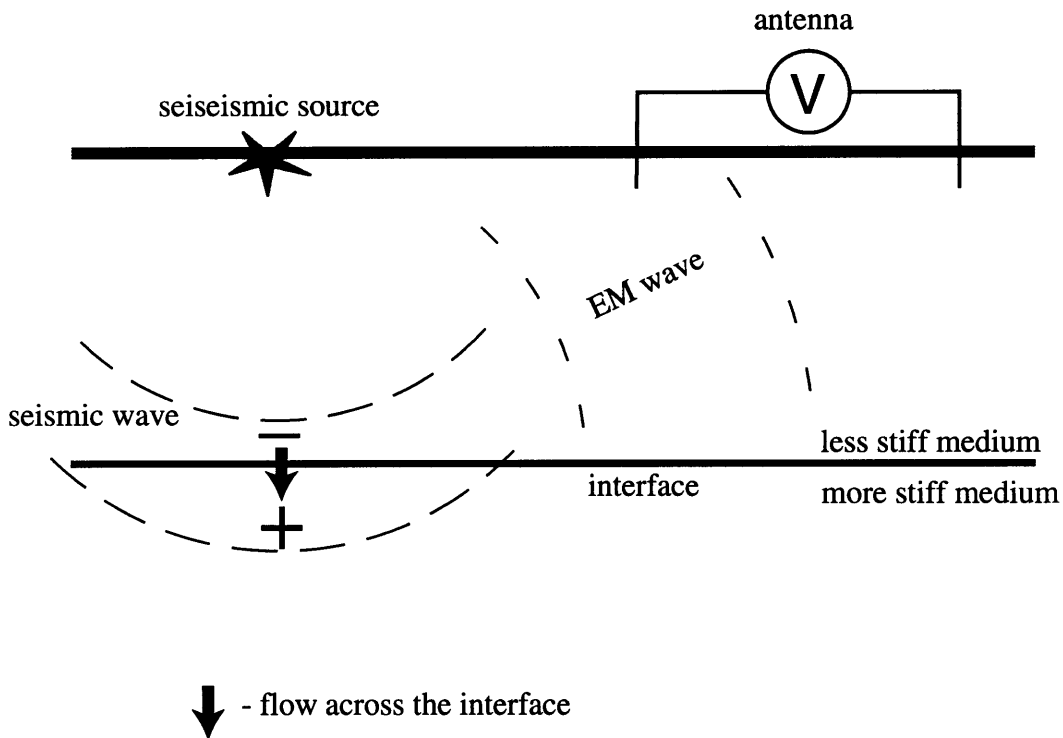 antenna
V
seiseismic source
EM wave
seismic wave
less stiff medium
interface
more stiff medium
- flow across the interface